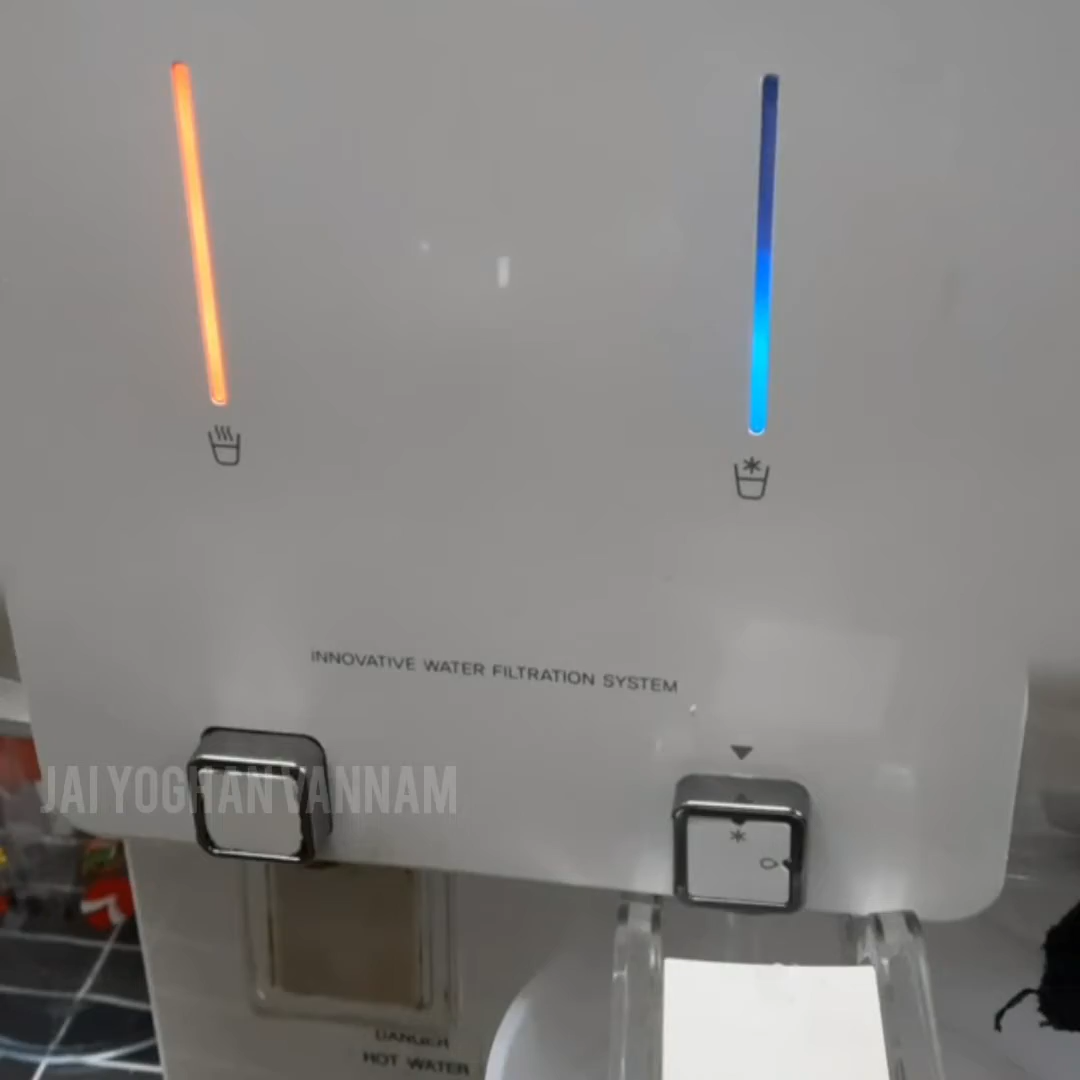 INNOVATIVE WATER FILTRATION SYSTEM
JAI YOGHAN VANNAM
DANGER
HOT WATER